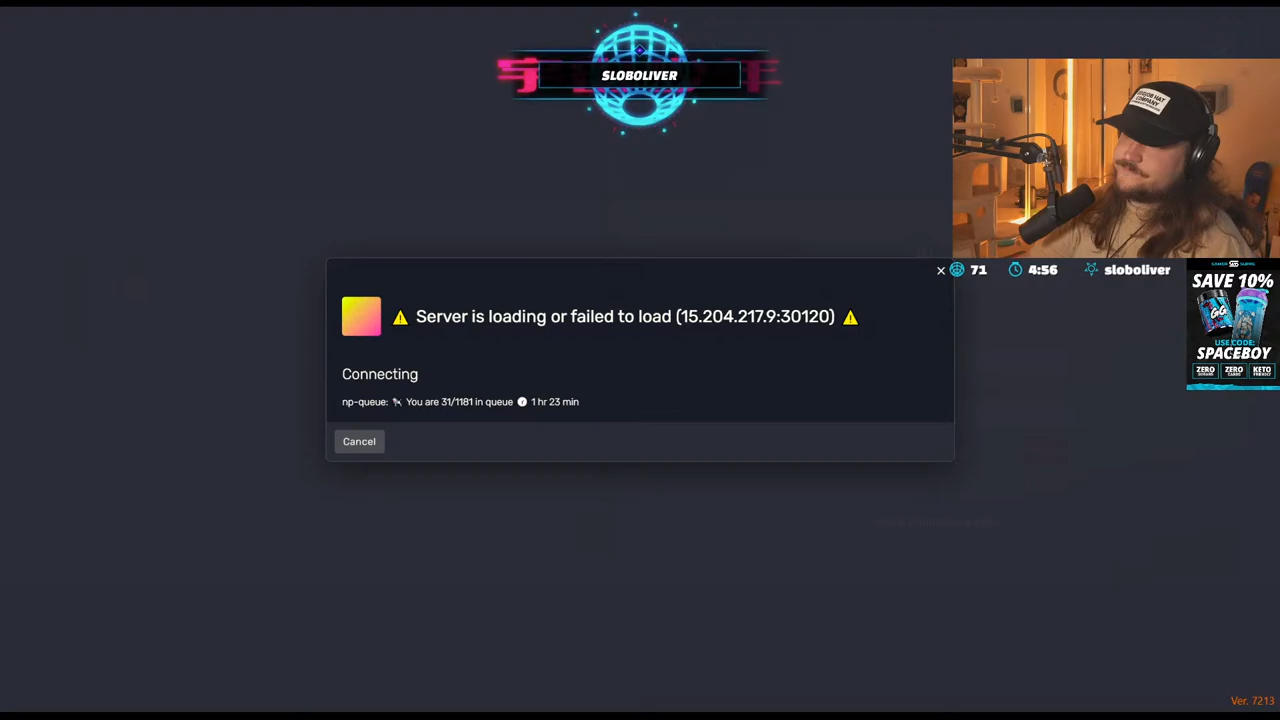 SLOBOLIVER
71
4:56
sloboliver
SAVE 10%
GG
USE CODE:
SPACEBOY
ZERO
ZERO
KETO
⚠ Server is loading or failed to load (15.204.217.9:30120) ⚠
Connecting
np-queue: You are 31/1181 in queue 1 hr 23 min
Cancel
Ver. 7213